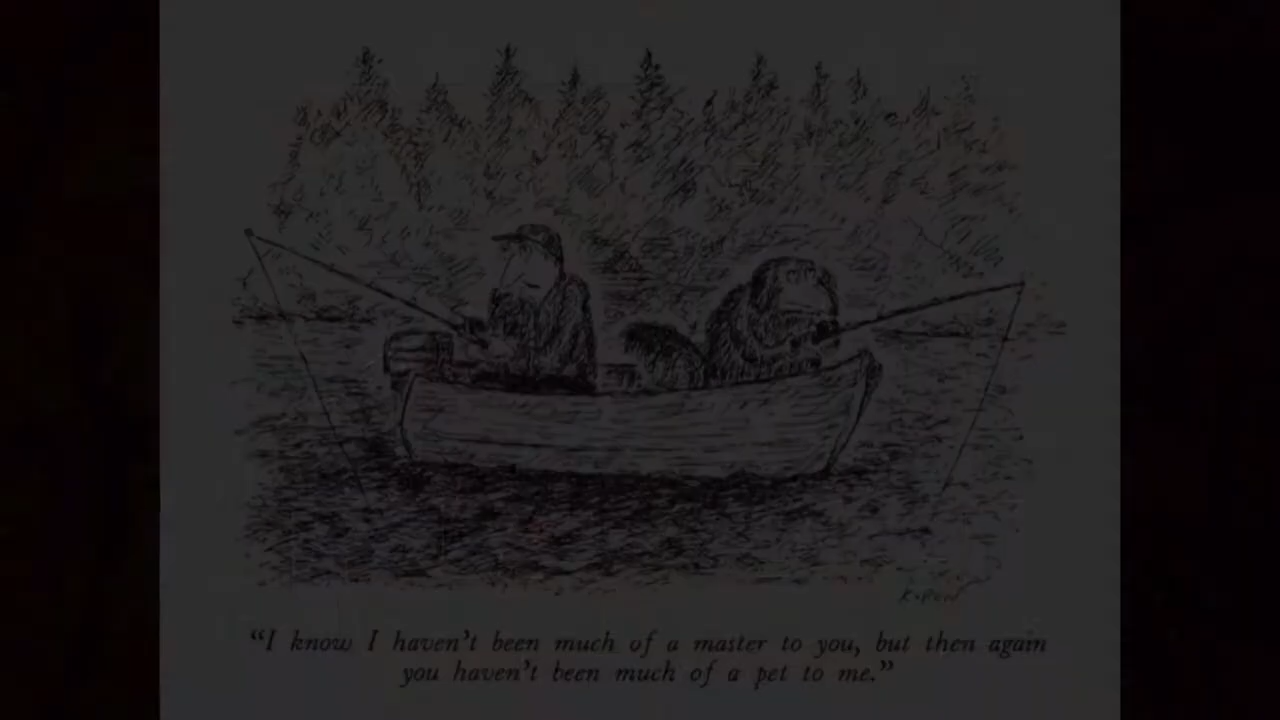 “I know I haven't been much of a master to you, but then again
you haven't been much of a pet to me.”